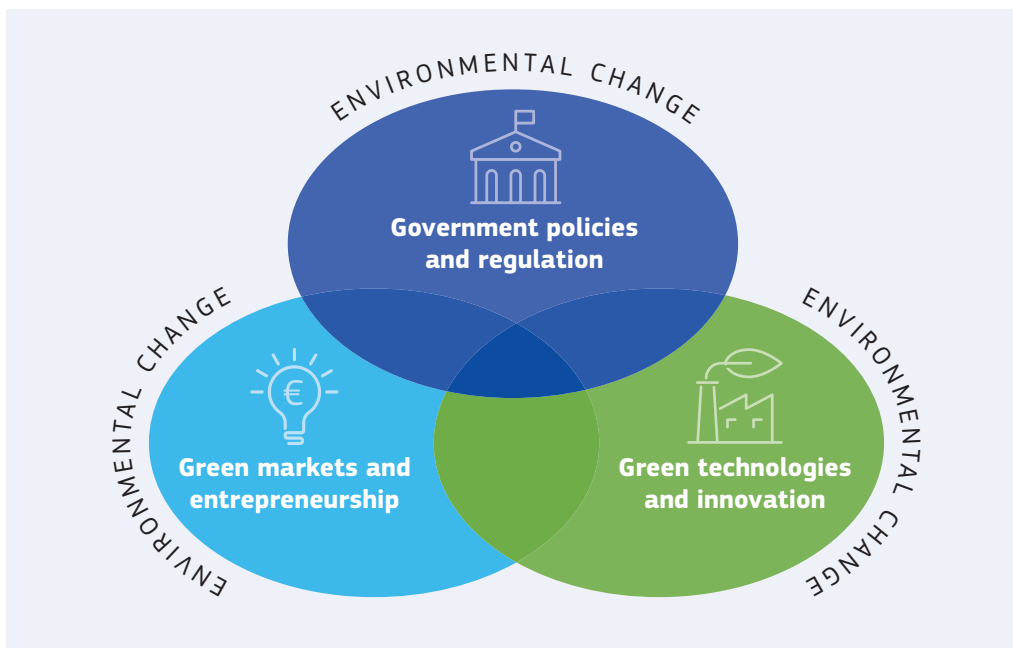 ENVIRONMENTAL CHANGE
Government policies
and regulation
ENVIRONMENTAL CHANGE
ENVIRONMENTAL CHANGE
€
Green markets and
entrepreneurship
Green technologies
and innovation